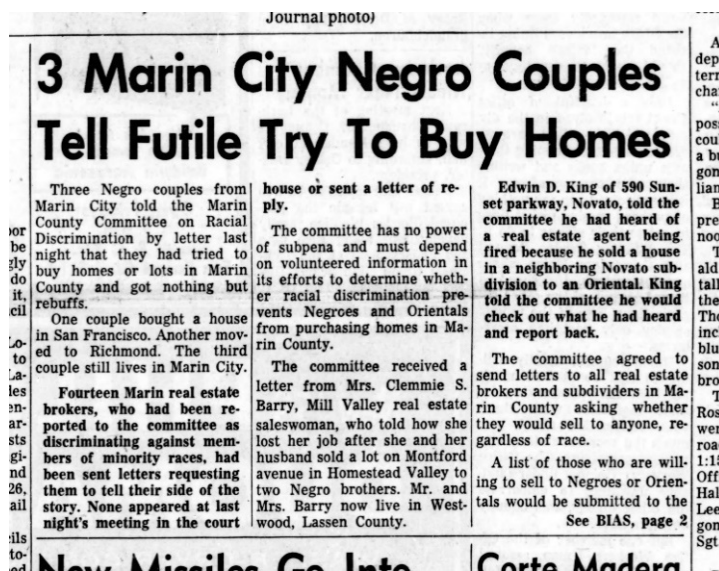 Journal photo)
3 Marin City Negro Couples
Tell Futile Try To Buy Homes
Three Negro couples from
Marin City told the Marin
County Committee on Racial
Discrimination by letter last
night that they had tried to
buy homes or lots in Marin
County and got nothing but
rebuffs.
One couple bought a house
in San Francisco. Another mov-
ed to Richmond. The third
couple still lives in Marin City.
Fourteen Marin real estate
brokers, who had been re-
ported to the committee as
discriminating against mem-
bers of minority races, had
been sent letters requesting
them to tell their side of the
story. None appeared at last
night's meeting in the court
house or sent a letter of re-
ply.
The committee has no power
of subpena and must depend
on volunteered information in
its efforts to determine wheth-
er racial discrimination pre-
vents Negroes and Orientals
from purchasing homes in Ma-
rin County.
The committee received a
letter from Mrs. Clemmie S.
Barry, Mill Valley real estate
saleswoman, who told how she
lost her job after she and her
husband sold a lot on Montford
avenue in Homestead Valley to
two Negro brothers. Mr. and
Mrs. Barry now live in West-
wood, Lassen County.
Edwin D. King of 590 Sun-
set parkway, Novato, told the
committee he had heard of
a real estate agent being
fired because he sold a house
in a neighboring Novato sub-
division to an Oriental. King
told the committee he would
check out what he had heard
and report back.
The committee agreed to
send letters to all real estate
brokers and subdividers in Ma-
rin County asking whether
they would sell to anyone, re-
gardless of race.
A list of those who are will-
ing to sell to Negroes or Orien-
tals would be submitted to the
See BIAS, page 2
New Missiles Go Into
Corte Madera